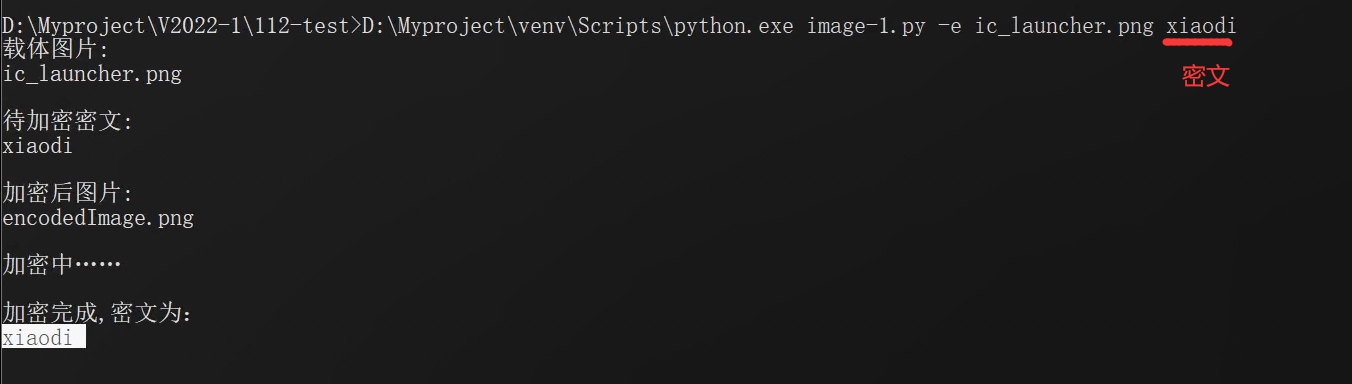 D:\Myproject\V2022-1\112-test>D:\Myproject\venv\Scripts\python.exe image-1.py -e ic_launcher.png xiaodi
载体图片:
ic_launcher.png
密文
待加密密文:
xiaodi
加密后图片:
encodedImage.png
加密中……
加密完成,密文为:
xiaodi